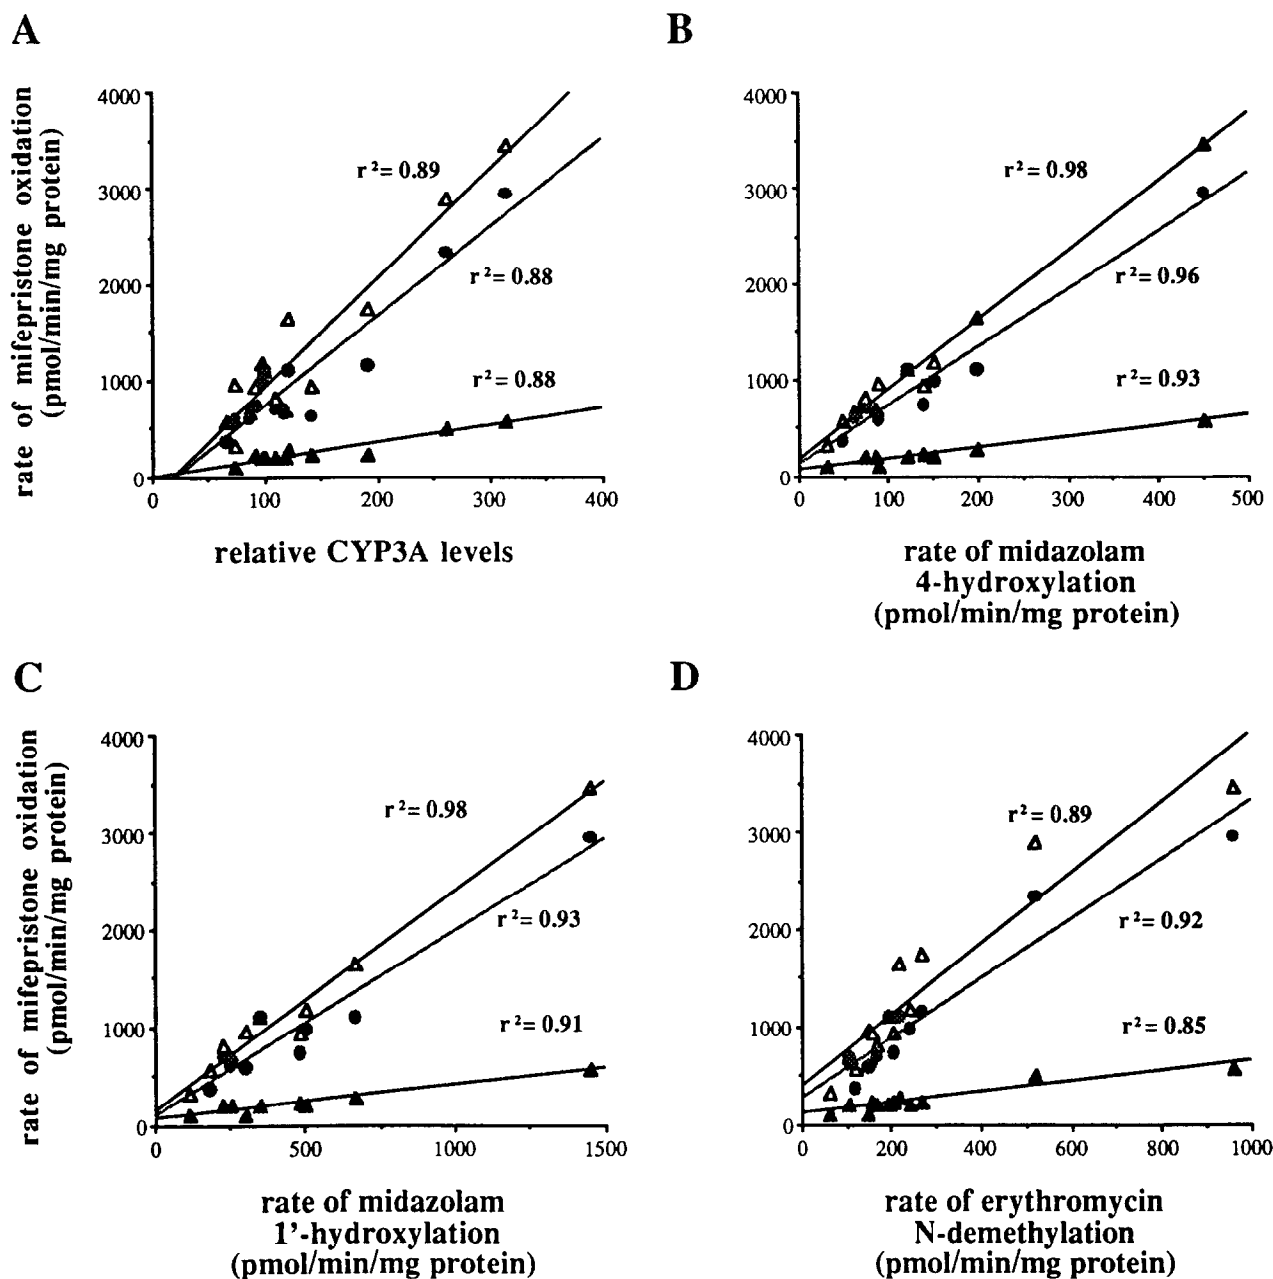 A
rate of mifepristone oxidation
(pmol/min/mg protein)
4000
3000
2000
1000
0
r²= 0.89
r²= 0.88
r²= 0.88
0 100 200 300 400
relative CYP3A levels
B
4000
3000
2000
1000
0
r²= 0.98
r²= 0.96
r²= 0.93
0 100 200 300 400 500
rate of midazolam
4-hydroxylation
(pmol/min/mg protein)
C
rate of mifepristone oxidation
(pmol/min/mg protein)
4000
3000
2000
1000
0
r²= 0.98
r²= 0.93
r²= 0.91
0 500 1000 1500
rate of midazolam
1’-hydroxylation
(pmol/min/mg protein)
D
4000
3000
2000
1000
0
r²= 0.89
r²= 0.92
r²= 0.85
0 200 400 600 800 1000
rate of erythromycin
N-demethylation
(pmol/min/mg protein)